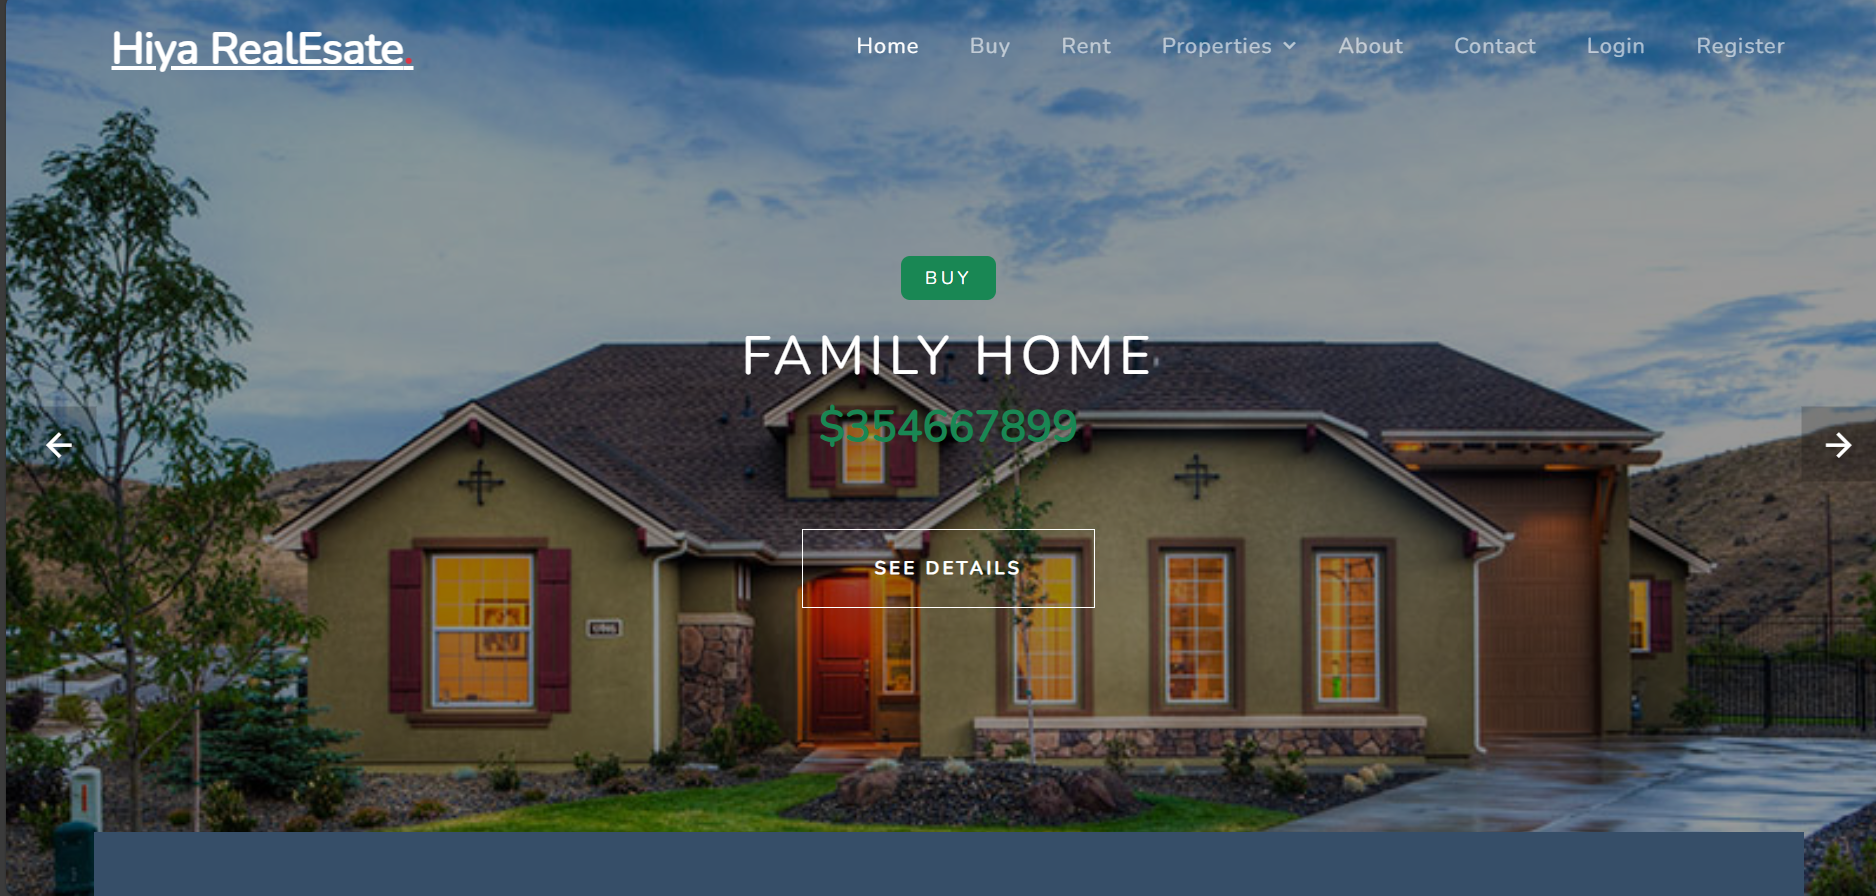 Hiya RealEsate.
Home Buy Rent Properties About Contact Login Register
BUY
FAMILY HOME
$354667899
SEE DETAILS